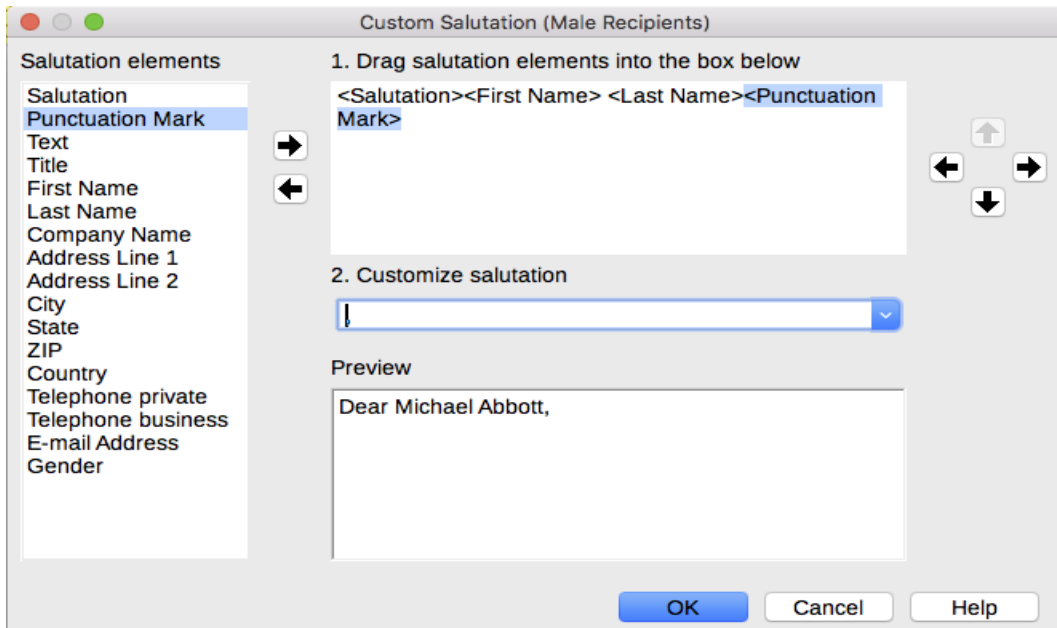 Custom Salutation (Male Recipients)
Salutation elements
Salutation
Punctuation Mark
Text
Title
First Name
Last Name
Company Name
Address Line 1
Address Line 2
City
State
ZIP
Country
Telephone private
Telephone business
E-mail Address
Gender
1. Drag salutation elements into the box below
<Salutation><First Name> <Last Name><Punctuation
Mark>
2. Customize salutation
,
Preview
Dear Michael Abbott,
OK
Cancel
Help